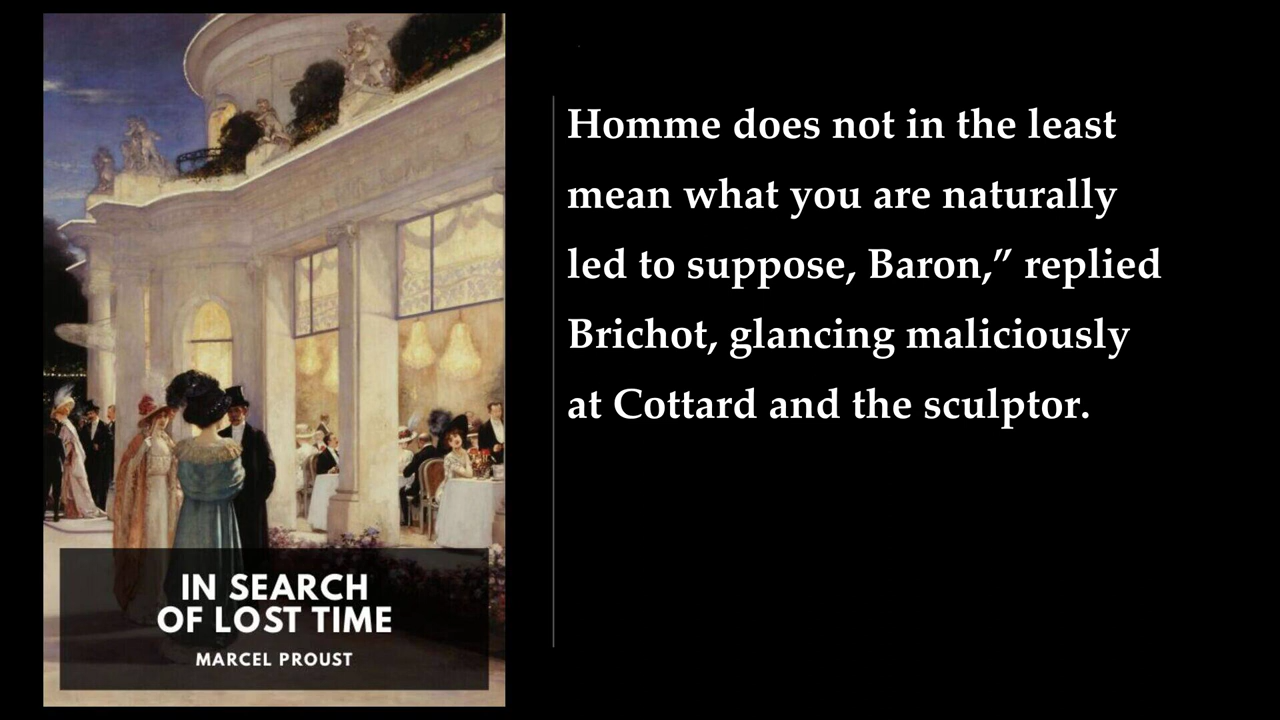 Homme does not in the least
mean what you are naturally
led to suppose, Baron,” replied
Brichot, glancing maliciously
at Cottard and the sculptor.
IN SEARCH
OF LOST TIME
MARCEL PROUST